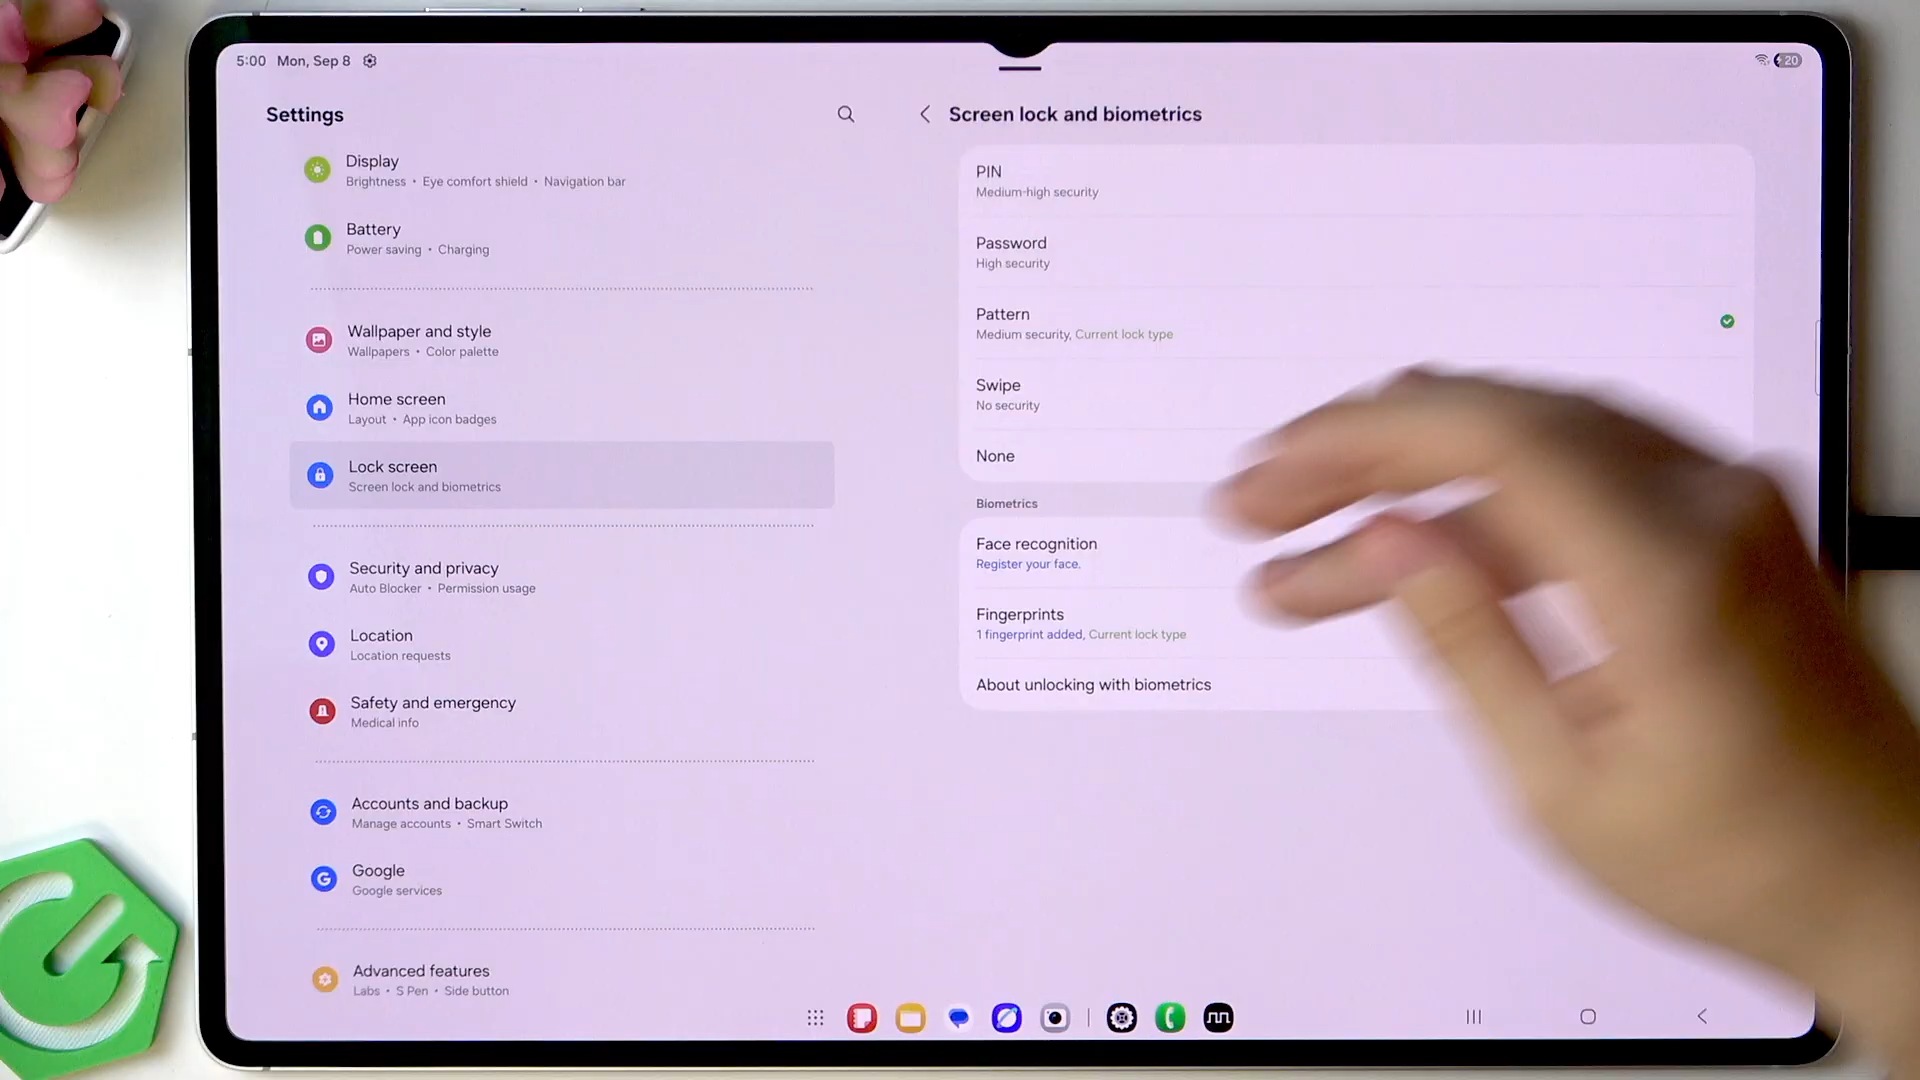 5:00 Mon, Sep 8
20
Settings
Display
Brightness • Eye comfort shield • Navigation bar
Battery
Power saving • Charging
Wallpaper and style
Wallpapers • Color palette
Home screen
Layout • App icon badges
Lock screen
Screen lock and biometrics
Security and privacy
Auto Blocker • Permission usage
Location
Location requests
Safety and emergency
Medical info
Accounts and backup
Manage accounts • Smart Switch
Google
Google services
Advanced features
Labs • S Pen • Side button
Screen lock and biometrics
PIN
Medium-high security
Password
High security
Pattern
Medium security, Current lock type
Swipe
No security
None
Biometrics
Face recognition
Register your face.
Fingerprints
1 fingerprint added, Current lock type
About unlocking with biometrics